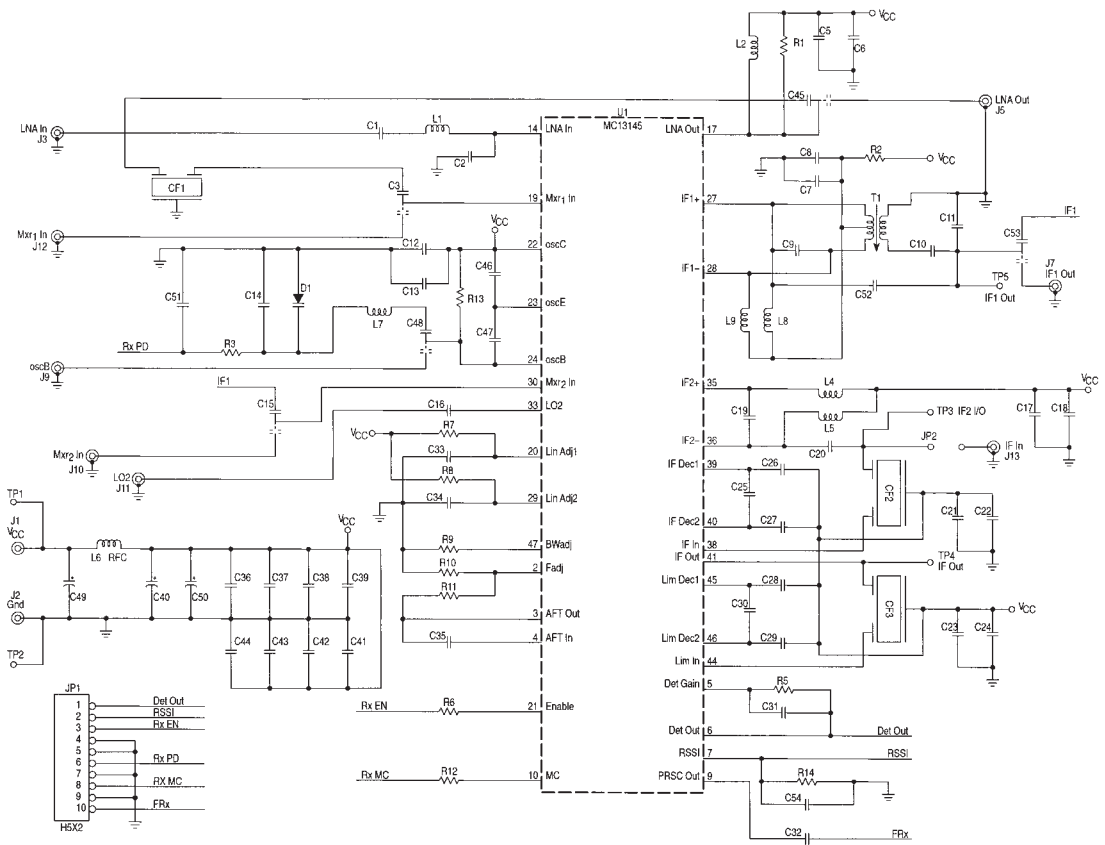 VCC
L2
R1
C5
C6
C45
LNA Out
J5
U1
MC13145
LNA In
J3
C1
L1
14
LNA In
LNA Out
17
C2
C8
R2
VCC
C7
CF1
C3
19
Mxr1 In
IF1+
27
T1
C11
IF1
C53
Mxr1 In
J12
VCC
C12
22
oscC
C9
C10
J7
IF1 Out
IF1−
28
TP5
IF1 Out
C52
C13
C46
R13
C51
C14
D1
23
oscE
L7
C48
C47
L9
L8
Rx PD
R3
24
oscB
oscB
J9
30
Mxr2 In
IF1
C15
33
LO2
C16
IF2+
35
L4
VCC
C19
L5
TP3
IF2 I/O
C17
C18
VCC
R7
C33
20
Lin Adj1
IF2−
36
C20
JP2
IF In
J13
Mxr2 In
J10
R8
IF Dec1
39
C26
LO2
J11
C34
29
Lin Adj2
C25
CF2
C21
C22
TP1
J1
VCC
VCC
IF Dec2
40
C27
R9
47
BWadj
IF In
38
L6
RFC
IF Out
41
TP4
IF Out
R10
2
Fadj
C49
C40
C50
C36
C37
C38
C39
R11
Lim Dec1
45
C28
C30
CF3
VCC
J2
Gnd
3
AFT Out
C23
C24
C44
C43
C42
C41
C35
4
AFT In
Lim Dec2
46
C29
TP2
Lim In
44
Det Gain
5
R5
JP1
1
Det Out
2
RSSI
3
Rx EN
4
5
6
Rx PD
7
8
RX MC
9
10
FRx
H5X2
Rx EN
R6
21
Enable
C31
Det Out
6
Det Out
RSSI
7
RSSI
Rx MC
R12
10
MC
PRSC Out
9
R14
C54
C32
FRx